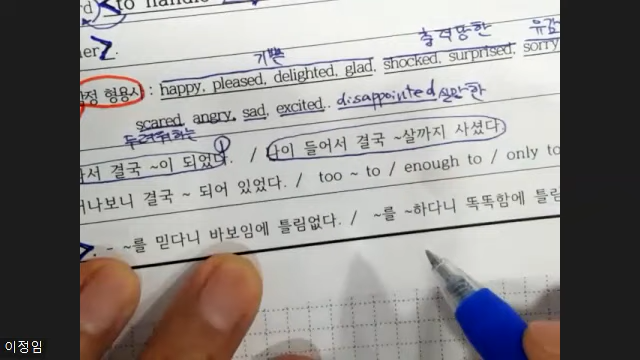 to handle
기쁜 충격당한 유감
정 형용사 : happy, pleased, delighted, glad, shocked, surprised, sorry
scared, angry, sad, excited.. disappointed 실망한
두려워하는
서 결국 ~이 되었다. / 나이 들어서 결국 ~살까지 사셨다.
나보니 결국 ~ 되어 있었다. / too ~ to / enough to / only to
- ~를 믿다니 바보임에 틀림없다. / ~를 ~하다니 똑똑함에 틀림
이정임